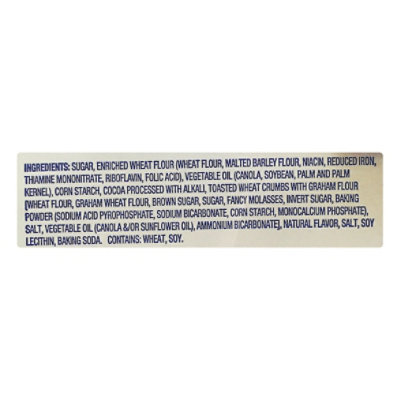 INGREDIENTS: SUGAR, ENRICHED WHEAT FLOUR (WHEAT FLOUR, MALTED BARLEY FLOUR, NIACIN, REDUCED IRON,
THAMINE MONONITRATE, RIBOFLAVIN, FOLIC ACID), VEGETABLE OIL (CANOLA, SOYBEAN, PALM AND PALM
KERNEL), CORN STARCH, COCOA PROCESSED WITH ALKALI, TOASTED WHEAT CRUMBS WITH GRAHAM FLOUR
[WHEAT FLOUR, GRAHAM WHEAT FLOUR, BROWN SUGAR, SUGAR, FANCY MOLASSES, INVERT SUGAR, BAKING
POWDER (SODIUM ACID PYROPHOSPHATE, SODIUM BICARBONATE, CORN STARCH, MONOCALCIUM PHOSPHATE),
SALT, VEGETABLE OIL (CANOLA &/OR SUNFLOWER OIL), AMMONIUM BICARBONATE], NATURAL FLAVOR, SALT, SOY
LECITHIN, BAKING SODA. CONTAINS: WHEAT, SOY.